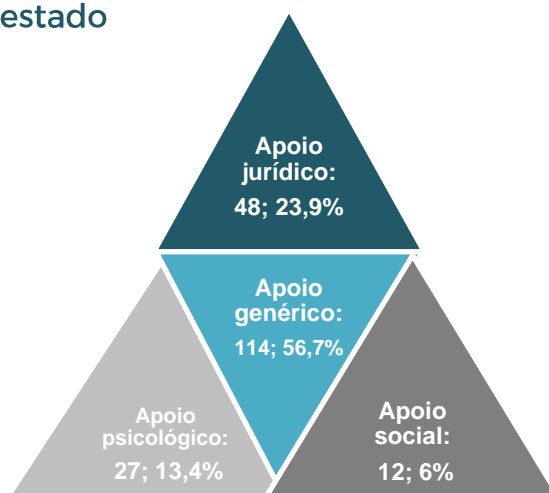 estado
Apoio
jurídico:
48; 23,9%
Apoio
genérico:
114; 56,7%
Apoio
psicológico:
27; 13,4%
Apoio
social:
12; 6%